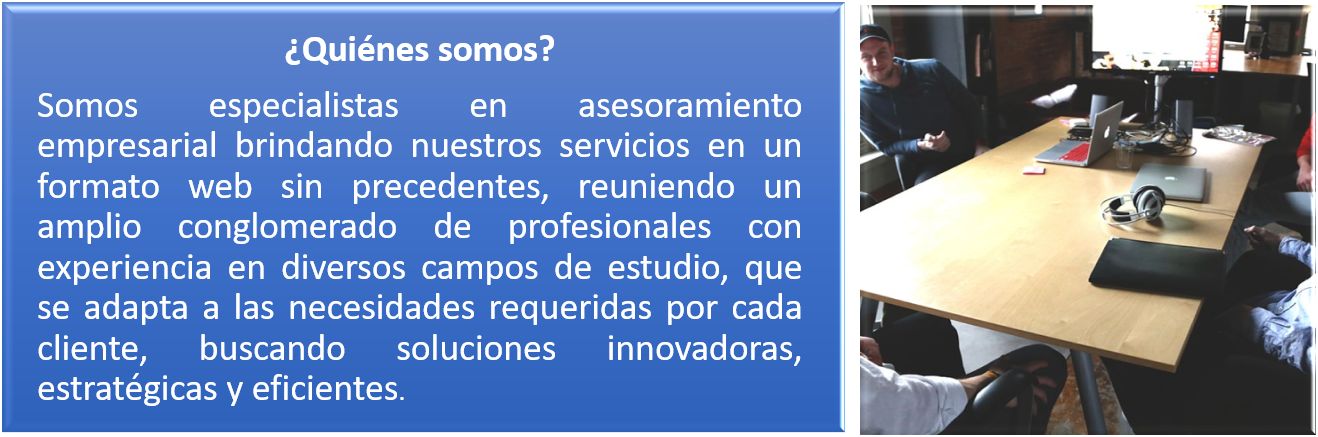 ¿Quiénes somos?
Somos especialistas en asesoramiento
empresarial brindando nuestros servicios en un
formato web sin precedentes, reuniendo un
amplio conglomerado de profesionales con
experiencia en diversos campos de estudio, que
se adapta a las necesidades requeridas por cada
cliente, buscando soluciones innovadoras,
estratégicas y eficientes.